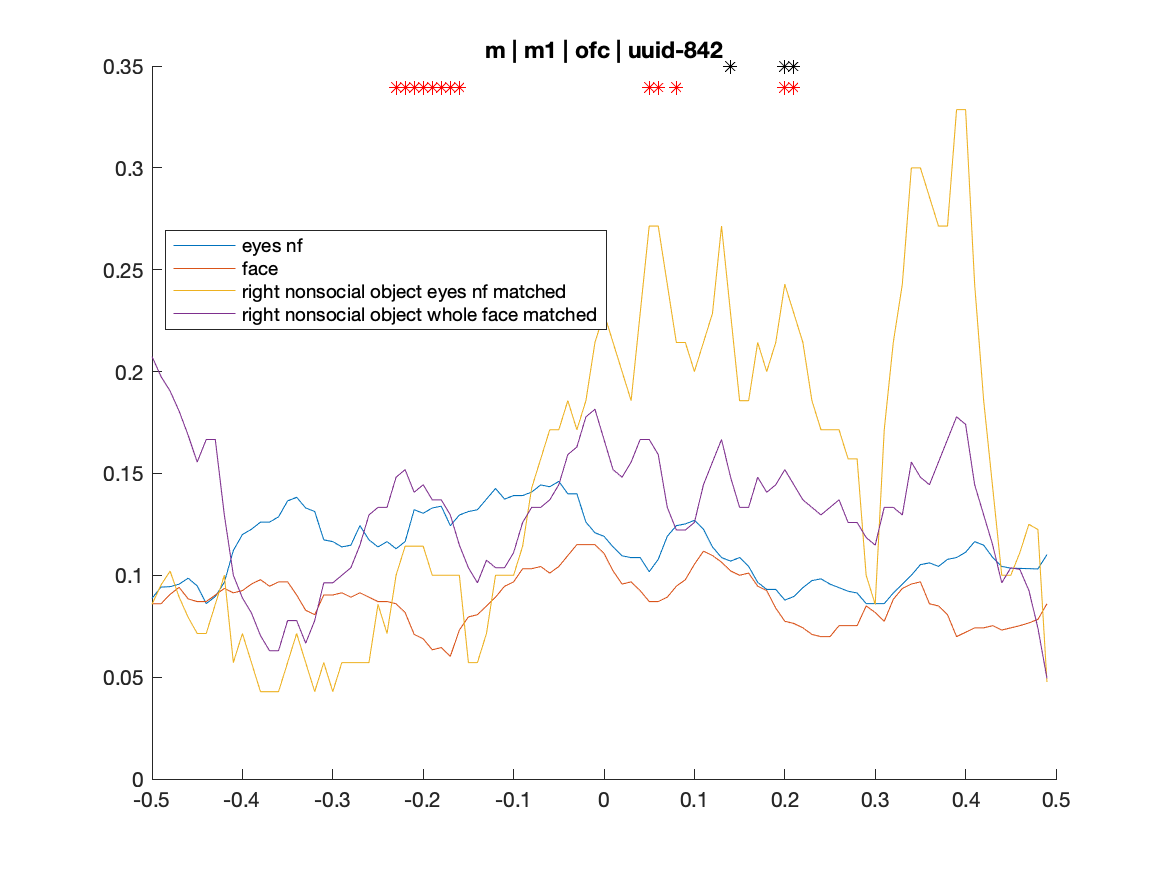 m | m1 | ofc | uuid-842
0.35
0.3
0.25
0.2
0.15
0.1
0.05
0
eyes nf
face
right nonsocial object eyes nf matched
right nonsocial object whole face matched
-0.5 -0.4 -0.3 -0.2 -0.1 0 0.1 0.2 0.3 0.4 0.5